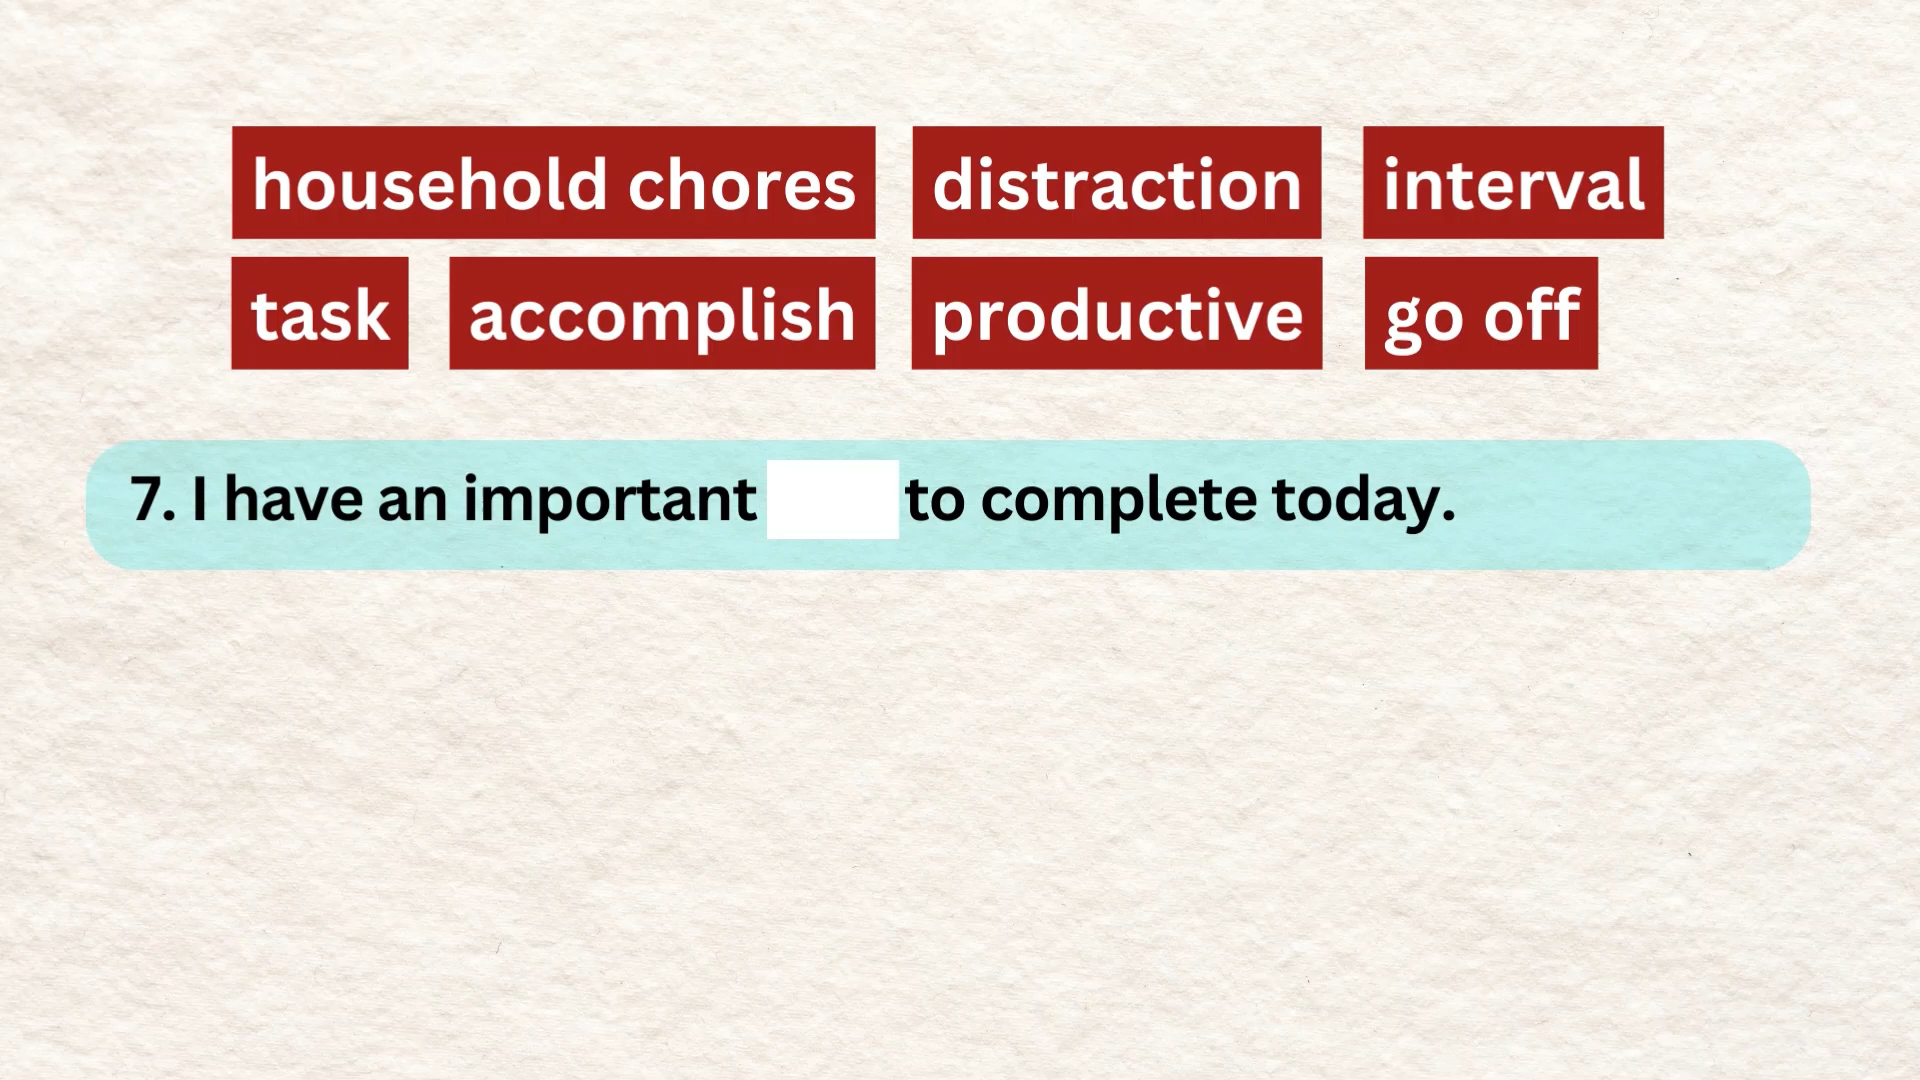 household chores distraction interval
task accomplish productive go off
7. I have an important to complete today.